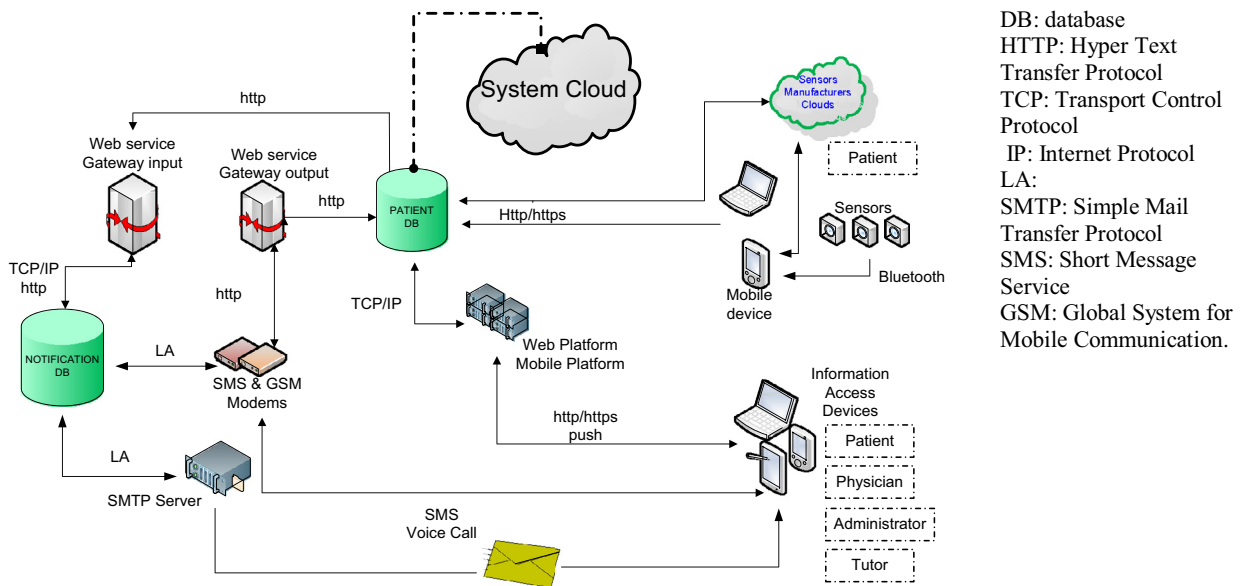 System Cloud
Sensors
Manufacturers
Clouds
http
Web service
Gateway input
Web service
Gateway output
Patient
http
PATIENT
DB
Http/https
Sensors
TCP/IP
http
http
TCP/IP
Mobile
device
Bluetooth
NOTIFICATION
DB
LA
SMS & GSM
Modems
Web Platform
Mobile Platform
Information
Access
Devices
http/https
push
Patient
LA
SMTP Server
Physician
SMS
Voice Call
Administrator
Tutor
DB: database
HTTP: Hyper Text
Transfer Protocol
TCP: Transport Control
Protocol
IP: Internet Protocol
LA:
SMTP: Simple Mail
Transfer Protocol
SMS: Short Message
Service
GSM: Global System for
Mobile Communication.